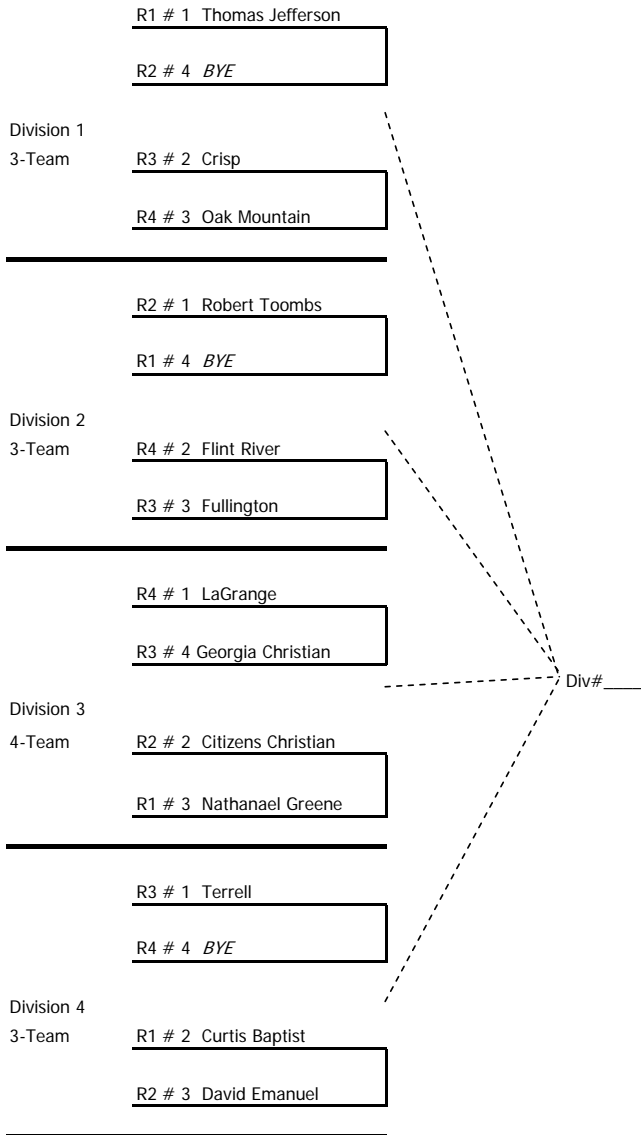 R1 # 1 Thomas Jefferson
R2 # 4 BYE
Division 1
3-Team R3 # 2 Crisp
R4 # 3 Oak Mountain
R2 # 1 Robert Toombs
R1 # 4 BYE
Division 2
3-Team R4 # 2 Flint River
R3 # 3 Fullington
R4 # 1 LaGrange
R3 # 4 Georgia Christian
Div#____
Division 3
4-Team R2 # 2 Citizens Christian
R1 # 3 Nathanael Greene
R3 # 1 Terrell
R4 # 4 BYE
Division 4
3-Team R1 # 2 Curtis Baptist
R2 # 3 David Emanuel